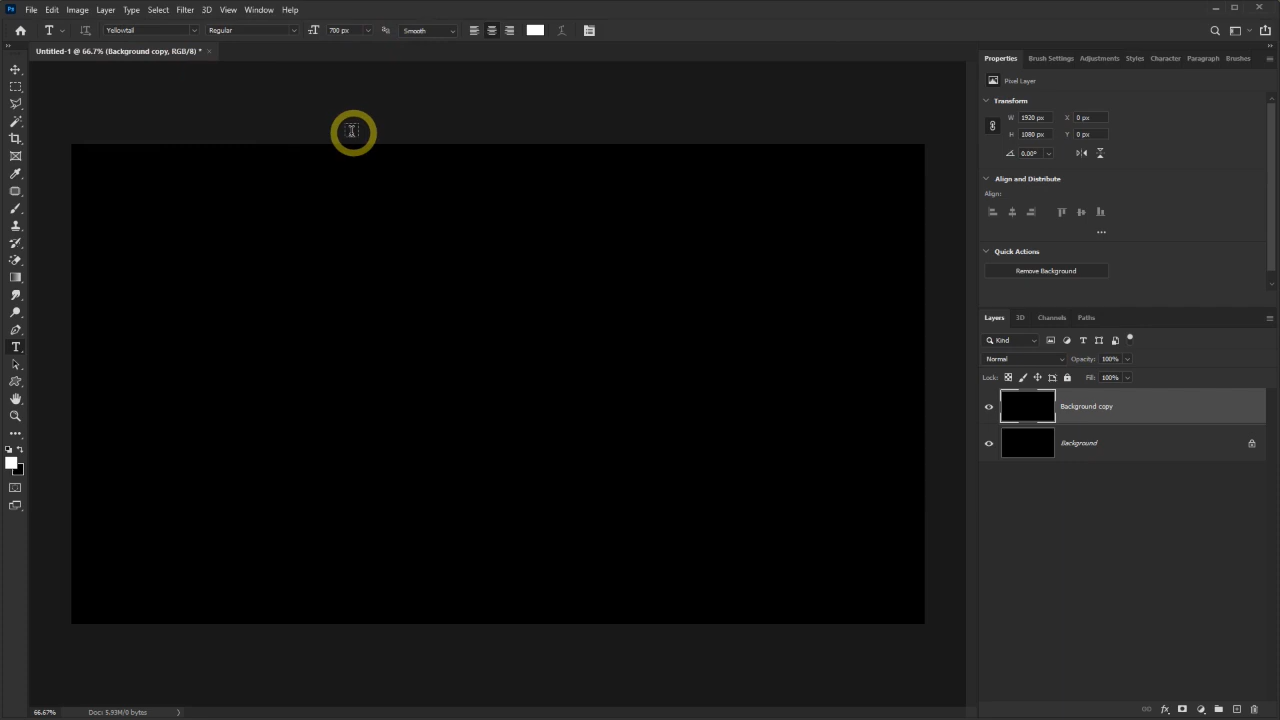 Ps File Edit Image Layer Type Select Filter 3D View Window Help
T Yellowtail Regular 700 px Smooth
Untitled-1 @ 66.7% (Background copy, RGB/8) * ×
Properties Brush Settings Adjustments Styles Character Paragraph Brushes
Pixel Layer
Transform
W 1920 px X 0 px
H 1080 px Y 0 px
0.00°
Align and Distribute
Align:
Quick Actions
Remove Background
Layers 3D Channels Paths
Kind
Normal Opacity: 100%
Lock: Fill: 100%
Background copy
Background
66.67% Doc: 5.93M/0 bytes